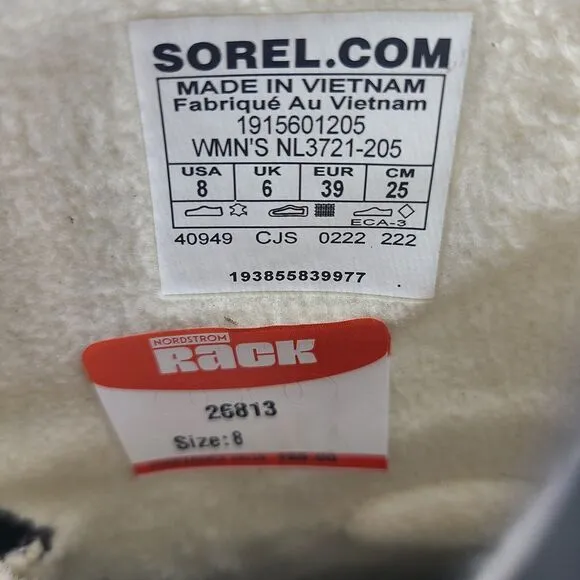 SOREL.COM
MADE IN VIETNAM
Fabriqué Au Vietnam
1915601205
WMN'S NL3721-205
USA UK EUR CM
8 6 39 25
ECA-3
40949 CJS 0222 222
193855839977
NORDSTROM
Rack
26813
Size:8